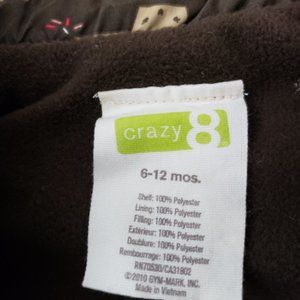 crazy 8
6-12 mos.
Shell: 100% Polyester
Lining: 100% Polyester
Filling: 100% Polyester
Extérieur: 100% Polyester
Doublure: 100% Polyester
Rembourrage: 100% Polyester
RN70530/CA31802
©2010 GYM-MARK, INC.
Made in Vietnam